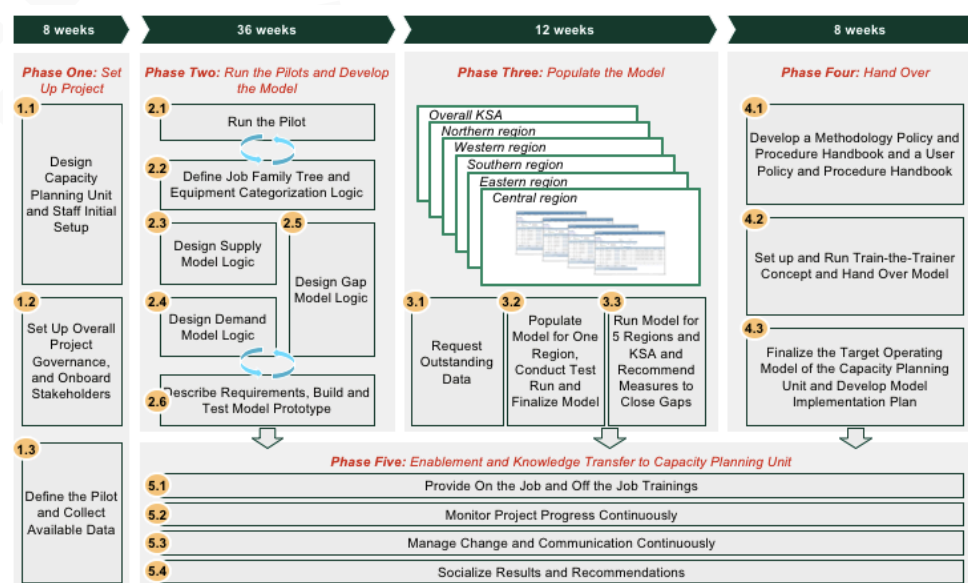 8 weeks
36 weeks
12 weeks
8 weeks
Phase One: Set
Up Project
1.1
Design
Capacity
Planning Unit
and Staff Initial
Setup
1.2
Set Up Overall
Project
Governance,
and Onboard
Stakeholders
1.3
Define the Pilot
and Collect
Available Data
Phase Two: Run the Pilots and Develop
the Model
2.1
Run the Pilot
2.2
Define Job Family Tree and
Equipment Categorization Logic
2.3
Design Supply
Model Logic
2.4
Design Demand
Model Logic
2.5
Design Gap
Model Logic
2.6
Describe Requirements, Build and
Test Model Prototype
Phase Three: Populate the Model
Overall KSA
Northern region
Western region
Southern region
Eastern region
Central region
3.1
Request
Outstanding
Data
3.2
Populate
Model for One
Region,
Conduct Test
Run and
Finalize Model
3.3
Run Model for
5 Regions and
KSA and
Recommend
Measures to
Close Gaps
Phase Four: Hand Over
4.1
Develop a Methodology Policy and
Procedure Handbook and a User
Policy and Procedure Handbook
4.2
Set up and Run Train-the-Trainer
Concept and Hand Over Model
4.3
Finalize the Target Operating
Model of the Capacity Planning
Unit and Develop Model
Implementation Plan
Phase Five: Enablement and Knowledge Transfer to Capacity Planning Unit
5.1
Provide On the Job and Off the Job Trainings
5.2
Monitor Project Progress Continuously
5.3
Manage Change and Communication Continuously
5.4
Socialize Results and Recommendations